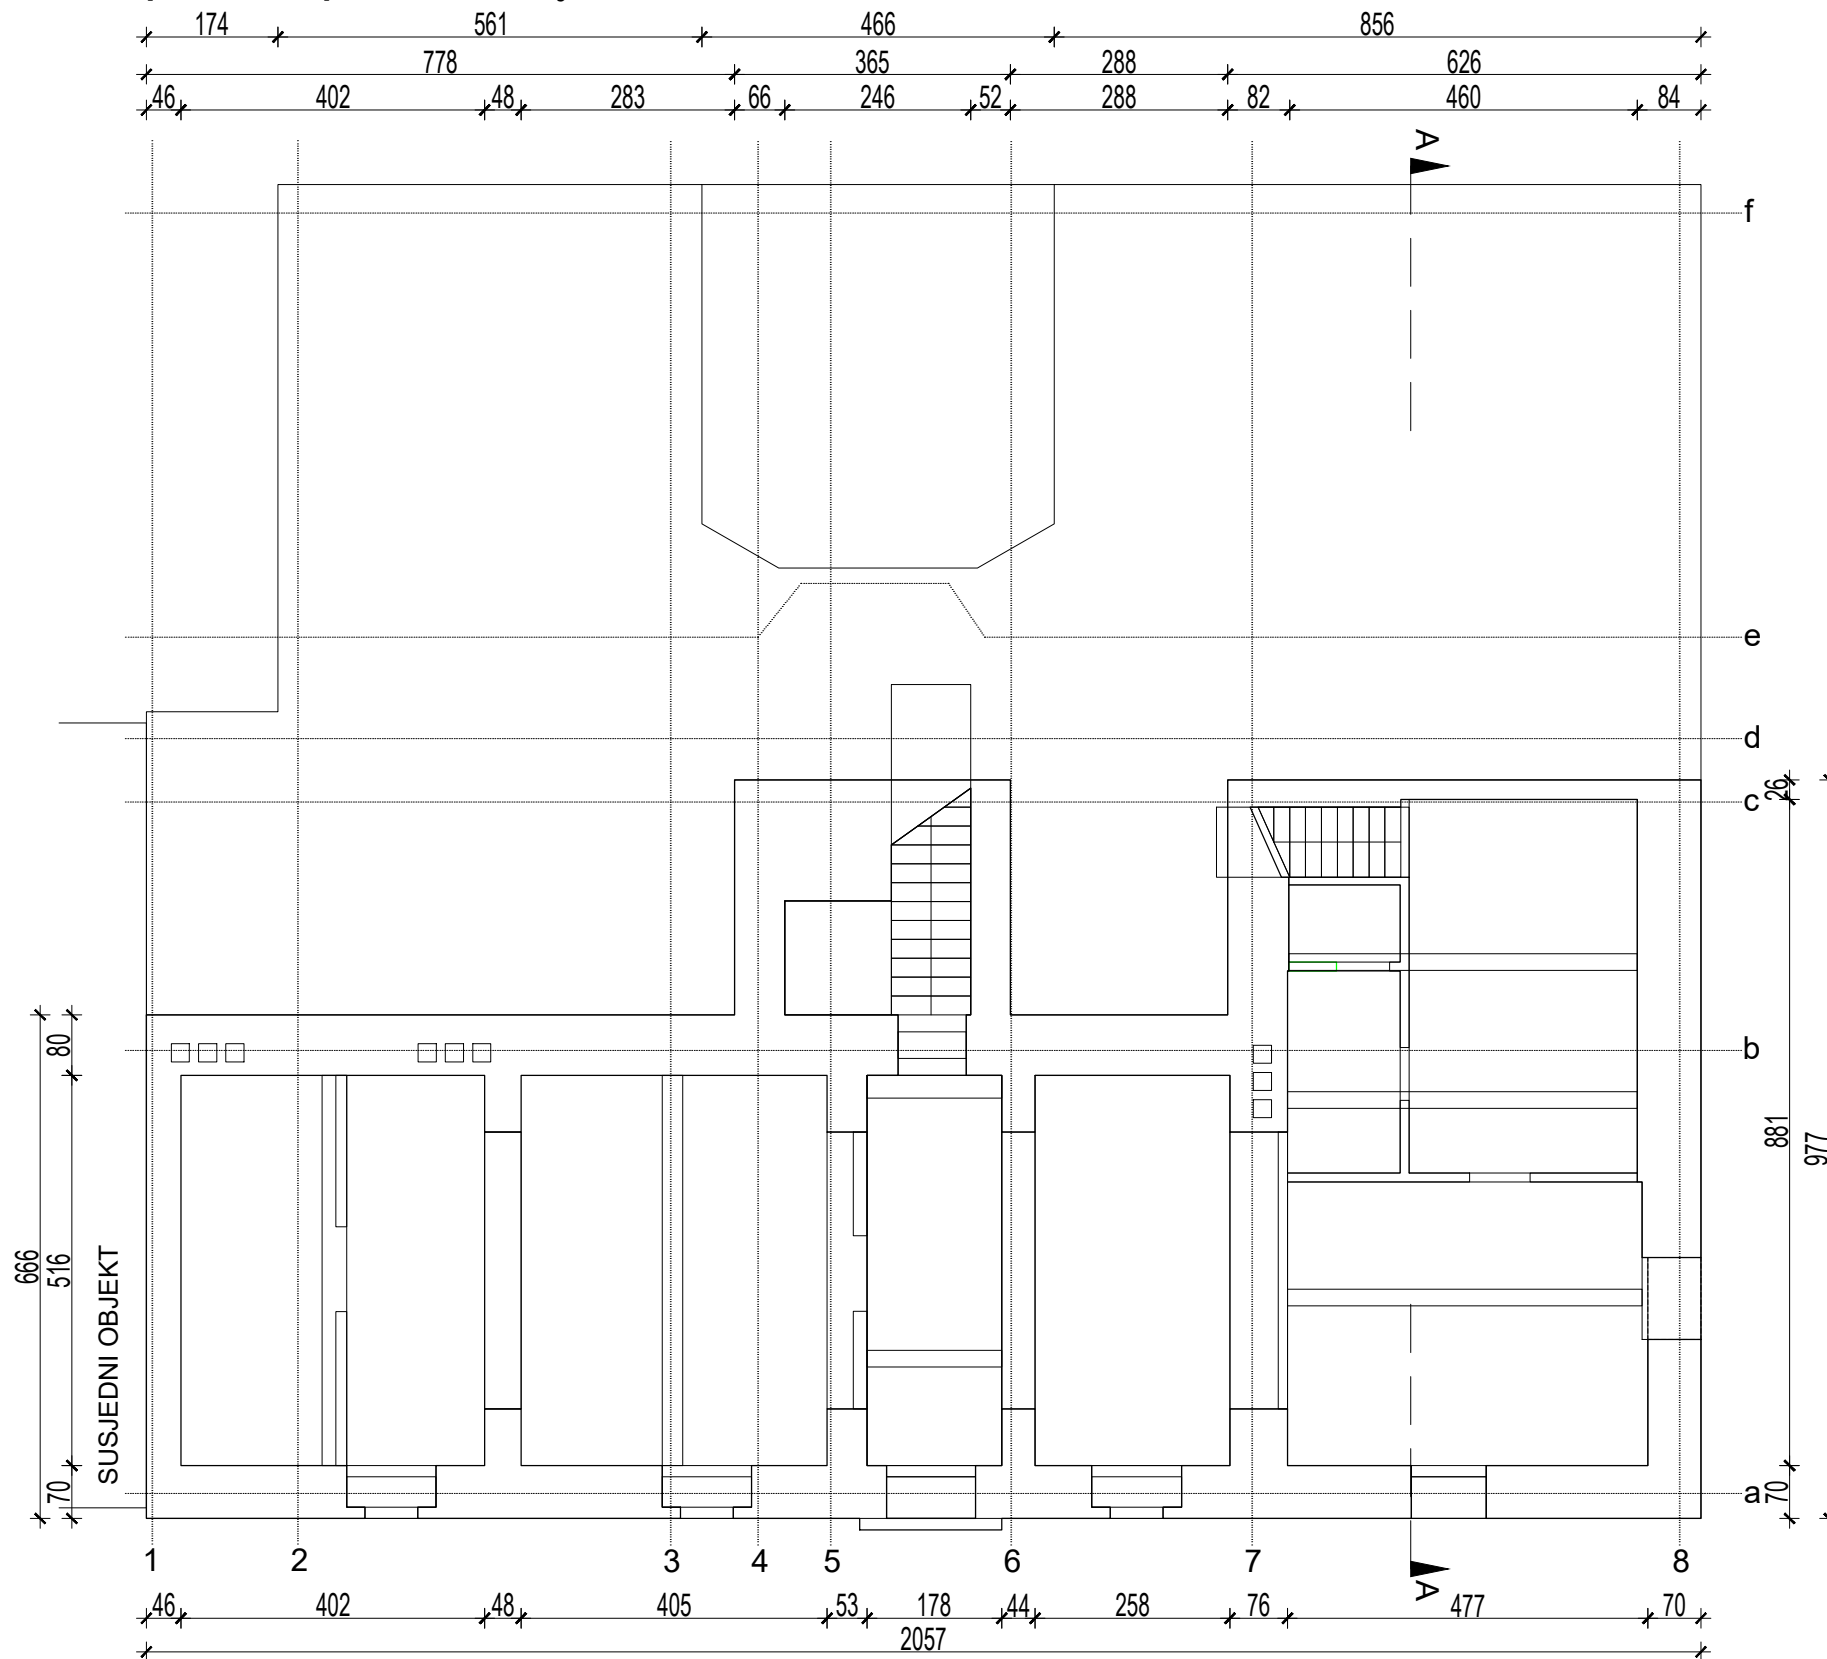 174 561 466 856
778 365 288 626
46 402 48 283 66 246 52 288 82 460 84
A
f
e
d
c
26
b
80
881
977
666
516
SUSJEDNI OBJEKT
70
a
70
1 2 3 4 5 6 7 8
A
46 402 48 405 53 178 44 258 76 477 70
2057